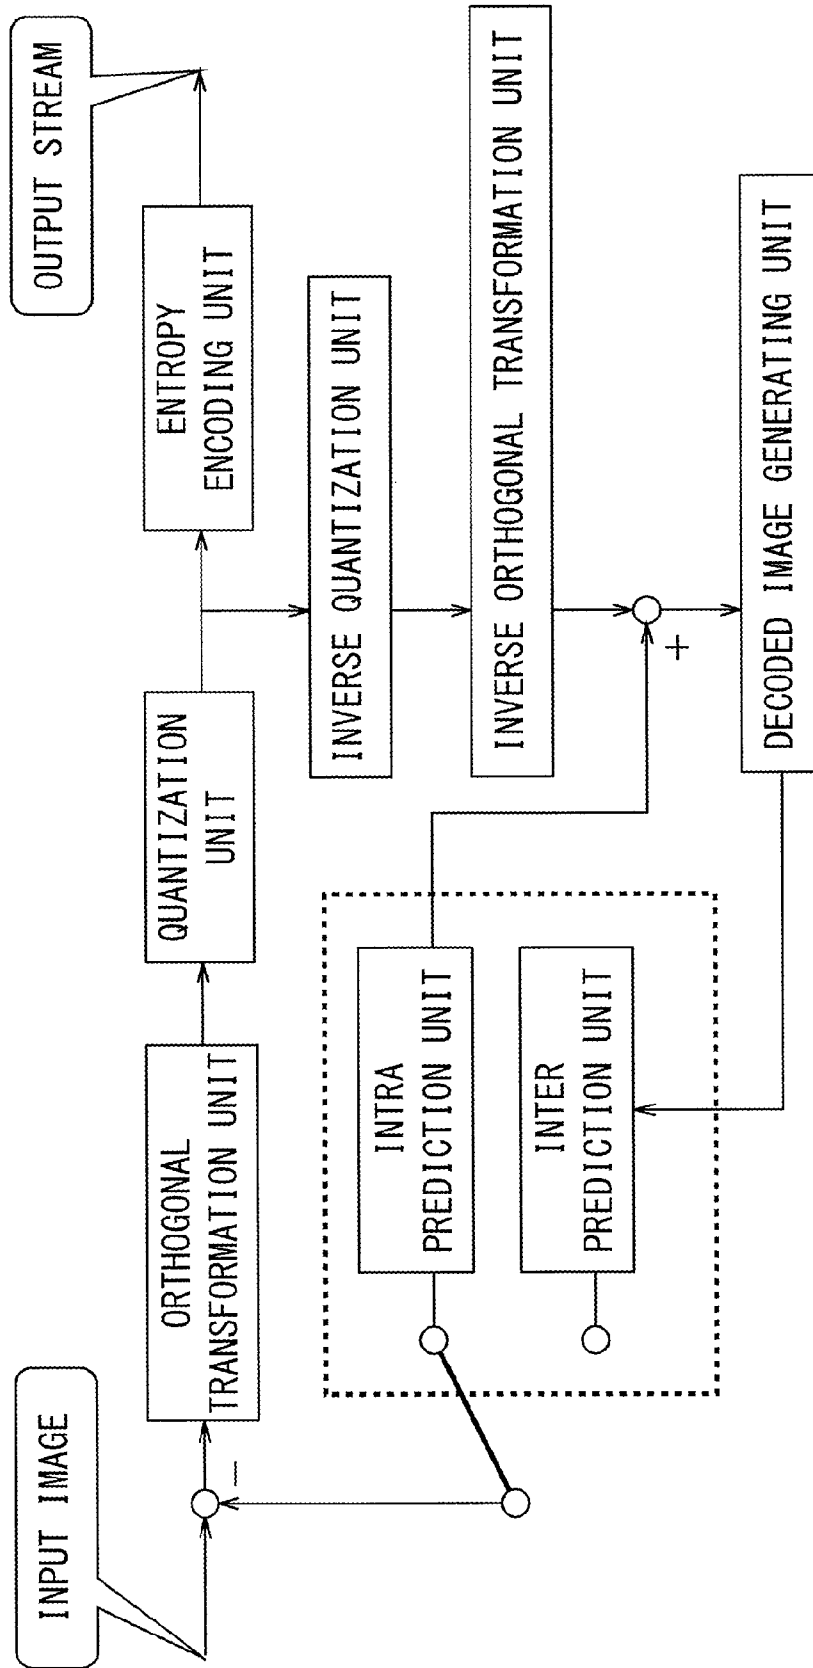 INPUT IMAGE
ORTHOGONAL
TRANSFORMATION UNIT
QUANTIZATION
UNIT
ENTROPY
ENCODING UNIT
OUTPUT STREAM
−
INVERSE QUANTIZATION UNIT
INTRA
PREDICTION UNIT
INVERSE ORTHOGONAL TRANSFORMATION UNIT
INTER
PREDICTION UNIT
+
DECODED IMAGE GENERATING UNIT